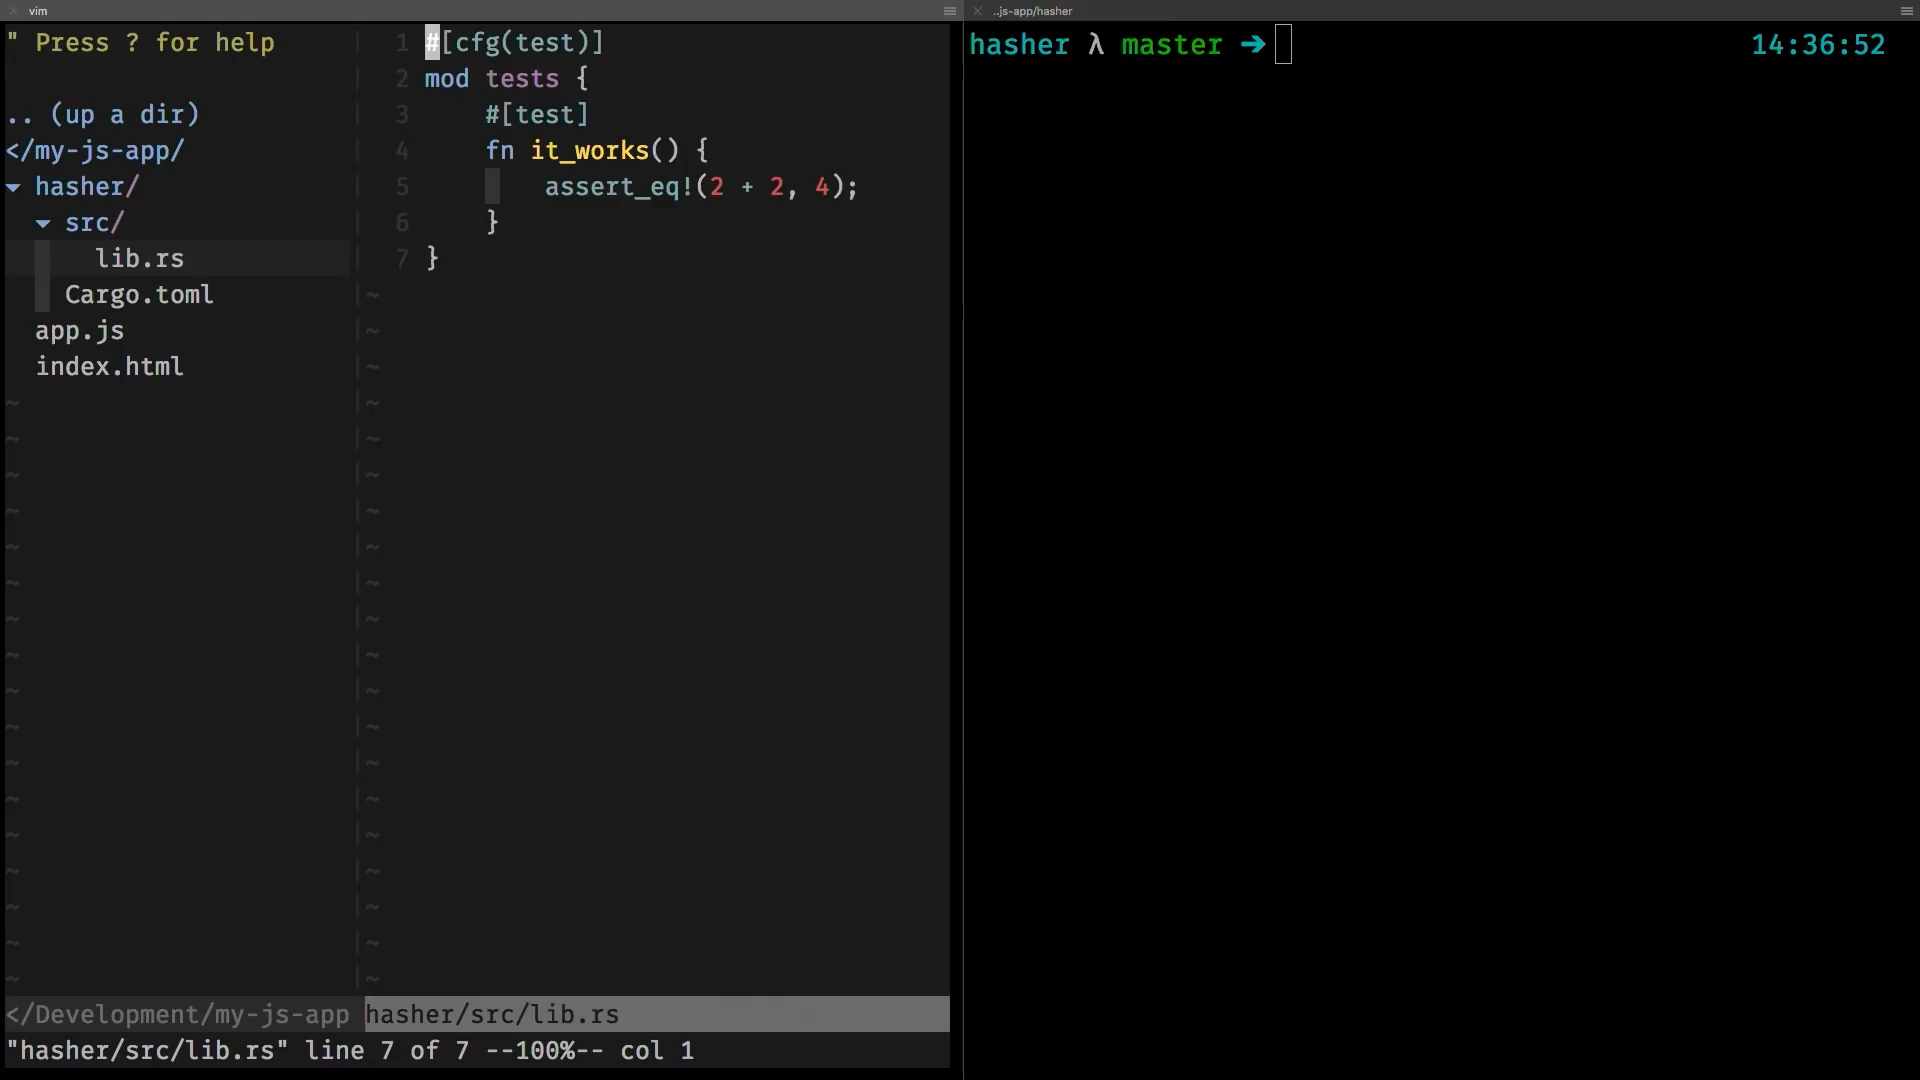 vim
" Press ? for help
.. (up a dir)
</my-js-app/
▾ hasher/
▾ src/
lib.rs
Cargo.toml
app.js
index.html
1 #[cfg(test)]
2 mod tests {
3 #[test]
4 fn it_works() {
5 assert_eq!(2 + 2, 4);
6 }
7 }
</Development/my-js-app hasher/src/lib.rs
"hasher/src/lib.rs" line 7 of 7 --100%-- col 1
..js-app/hasher
hasher λ master ➔ 14:36:52